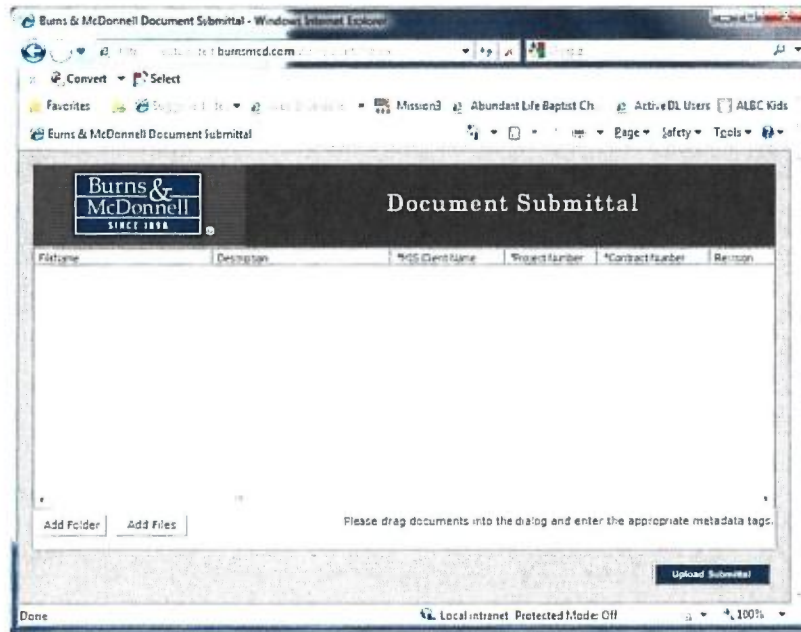 Burns & McDonnell Document Submittal - Windows Internet Explorer
burnsmcd.com
Convert Select
Favorites Mission3 Abundant Life Baptist Ch Active DL Users ALBC Kids
Burns & McDonnell Document Submittal Page Safety Tools
Burns &
McDonnell
SINCE 1898
Document Submittal
Filename Description Project Number *Contract Number Revision
Add Folder Add Files Please drag documents into the dialog and enter the appropriate metadata tags.
Upload Submittal
Done Local intranet Protected Mode: Off 100%